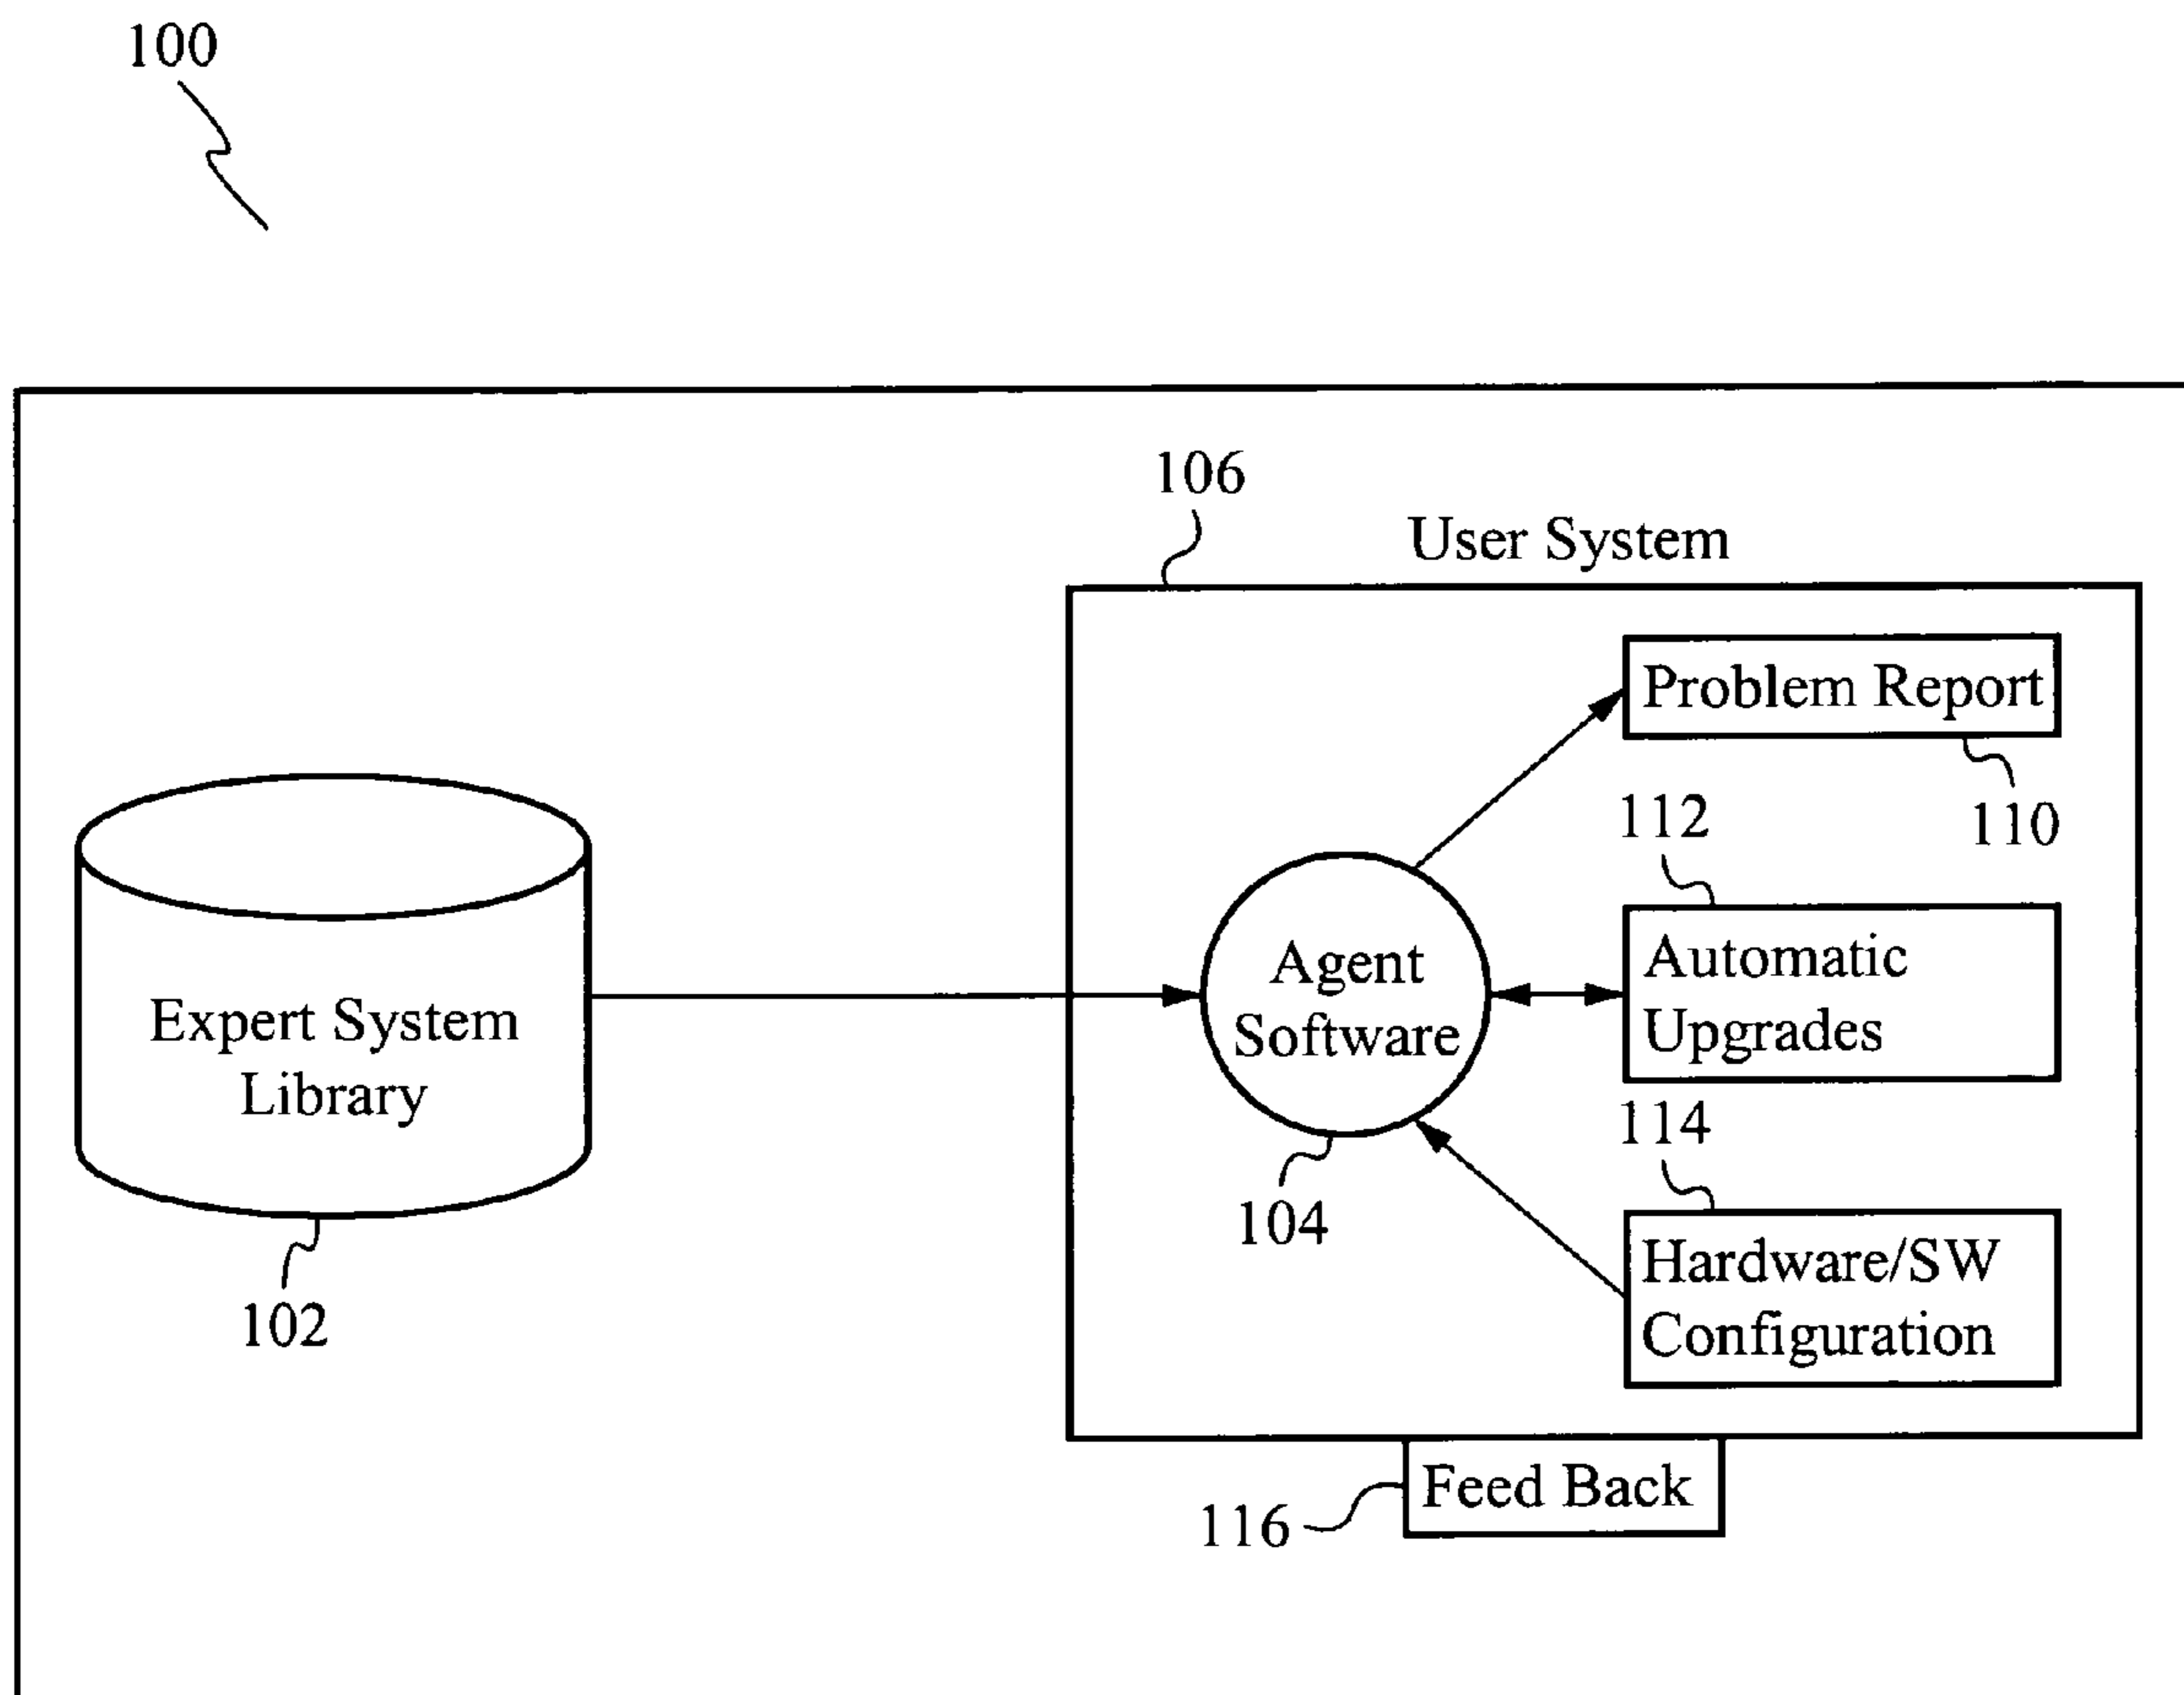 100
106
User System
Problem Report
110
112
Automatic
Upgrades
Agent
Software
Expert System
Library
114
104
Hardware/SW
Configuration
102
Feed Back
116